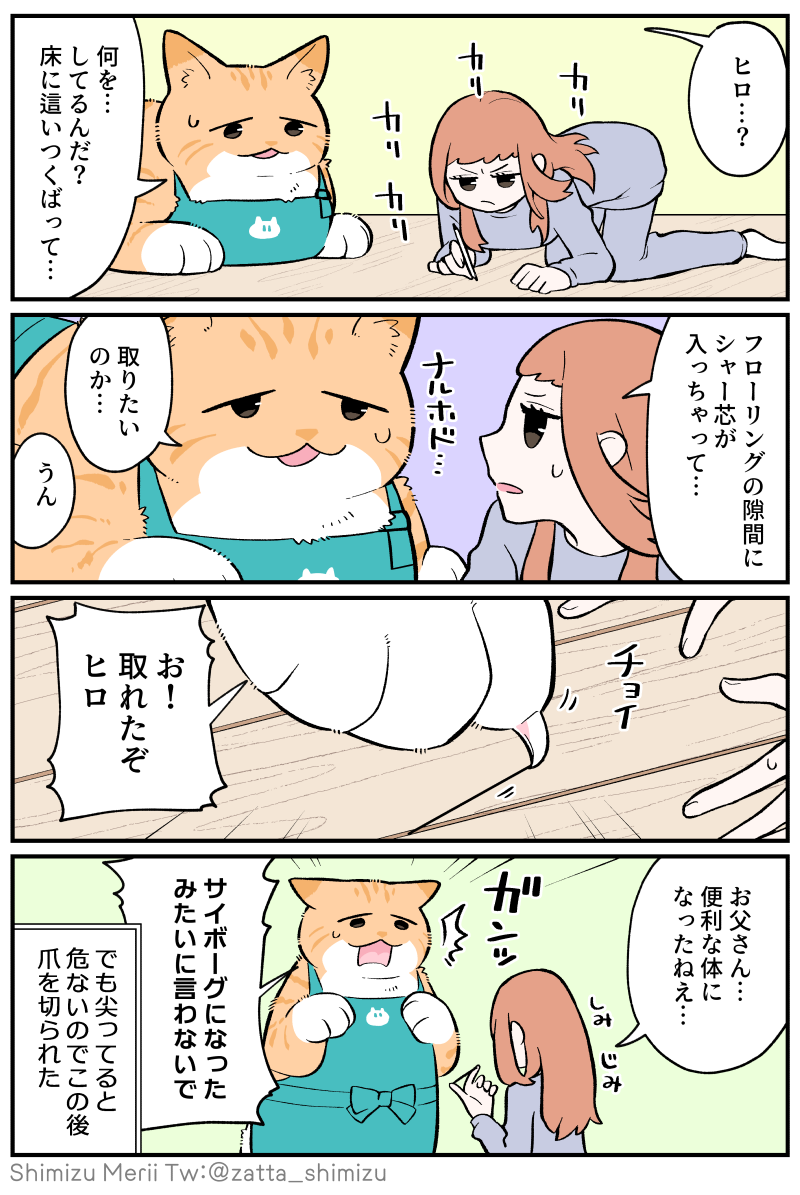 ヒロ…?
カリ
カリ
カリ
カリ
何を…
してるんだ?
床に這いつくばって…
フローリングの隙間に
シャー芯が
入っちゃって…
ナルホド…
取りたい
のか…
うん
チョイ
お!
取れたぞ
ヒロ
お父さん…
便利な体に
なったねえ…
しみ
じみ
ガンッ
サイボーグになった
みたいに言わないで
でも尖ってると
危ないのでこの後
爪を切られた
Shimizu Merii Tw:@zatta_shimizu